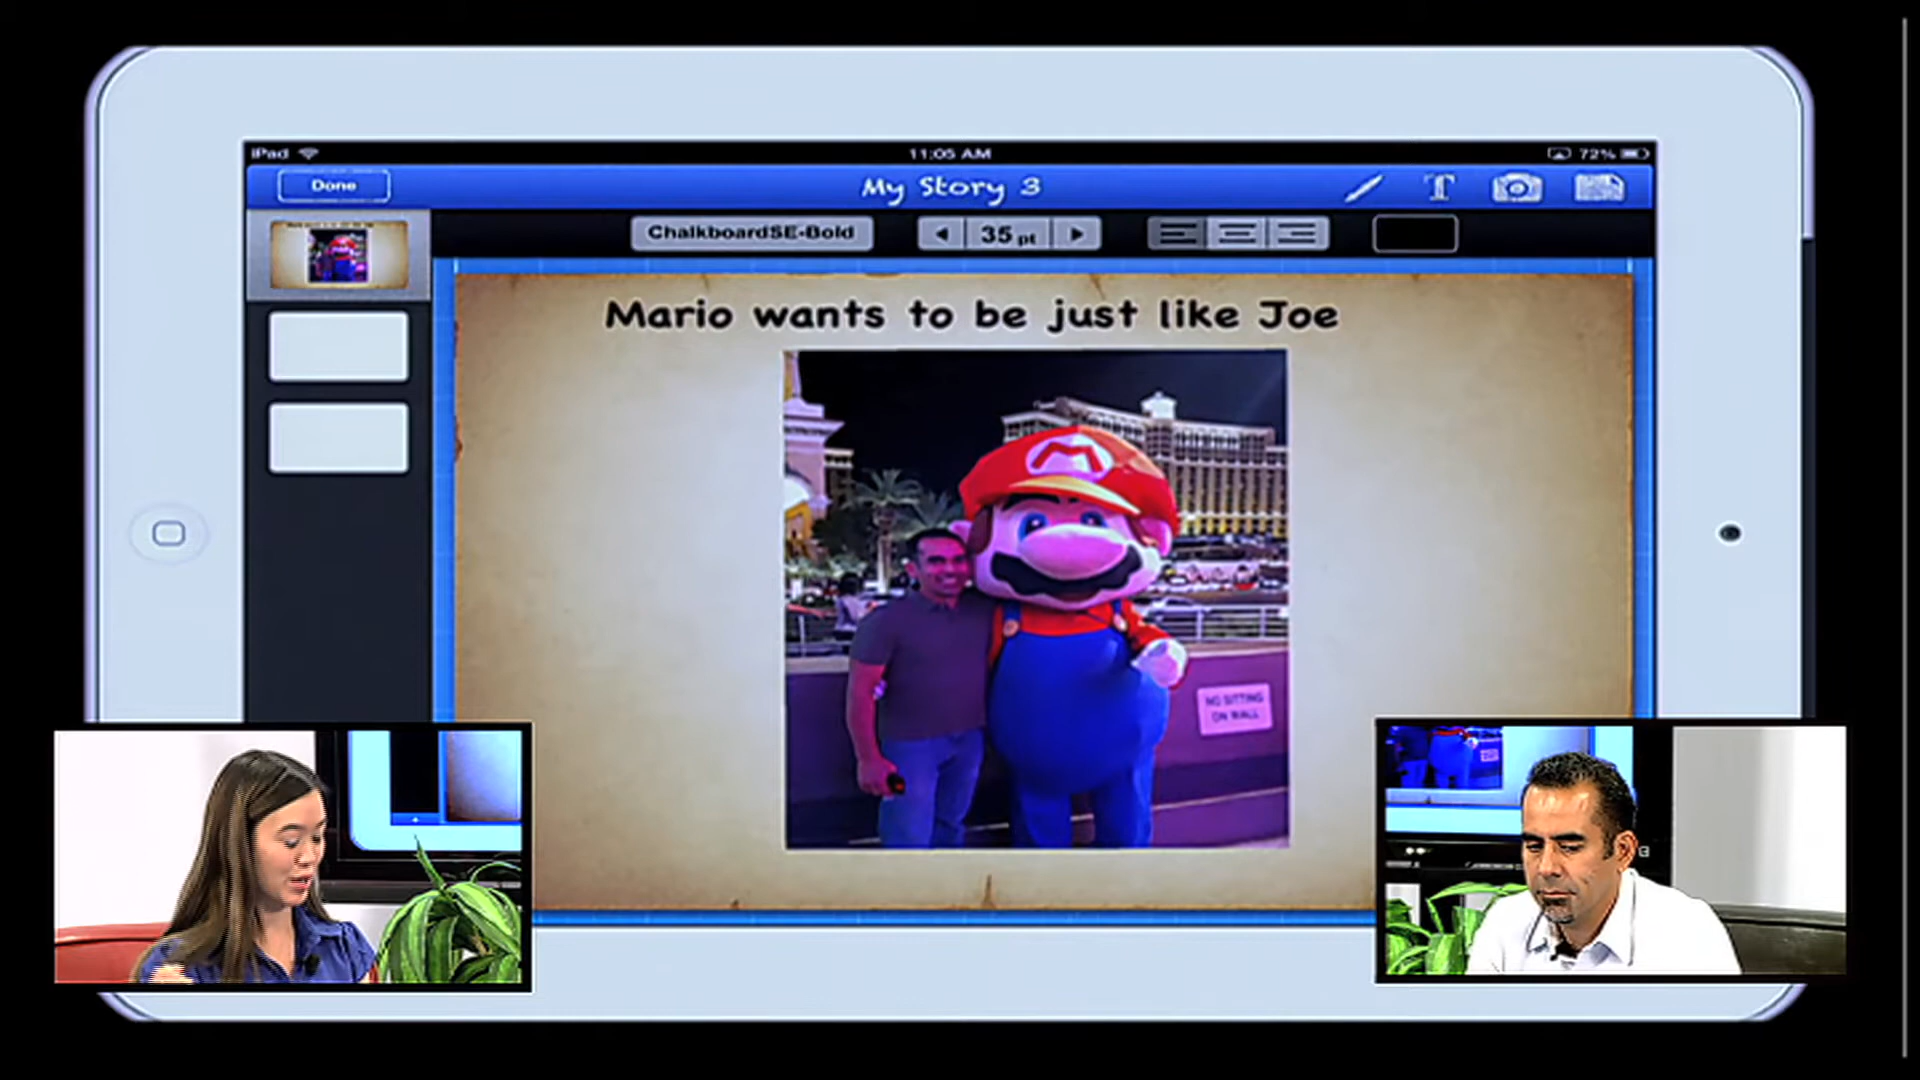 iPad
11:05 AM
72%
Done
My Story 3
T
ChalkboardSE-Bold
35 pt
Mario wants to be just like Joe
M
NO SITTING
ON WALL